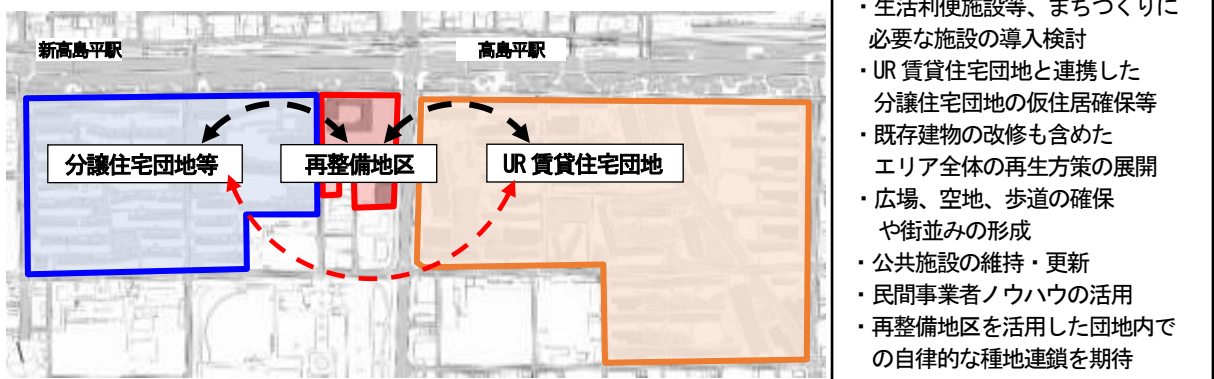 新高島平駅
高島平駅
分譲住宅団地等
再整備地区
UR 賃貸住宅団地
・生活利便施設等、まちづくりに
必要な施設の導入検討
・UR 賃貸住宅団地と連携した
分譲住宅団地の仮住居確保等
・既存建物の改修も含めた
エリア全体の再生方策の展開
・広場、空地、歩道の確保
や街並みの形成
・公共施設の維持・更新
・民間事業者ノウハウの活用
・再整備地区を活用した団地内で
の自律的な種地連鎖を期待